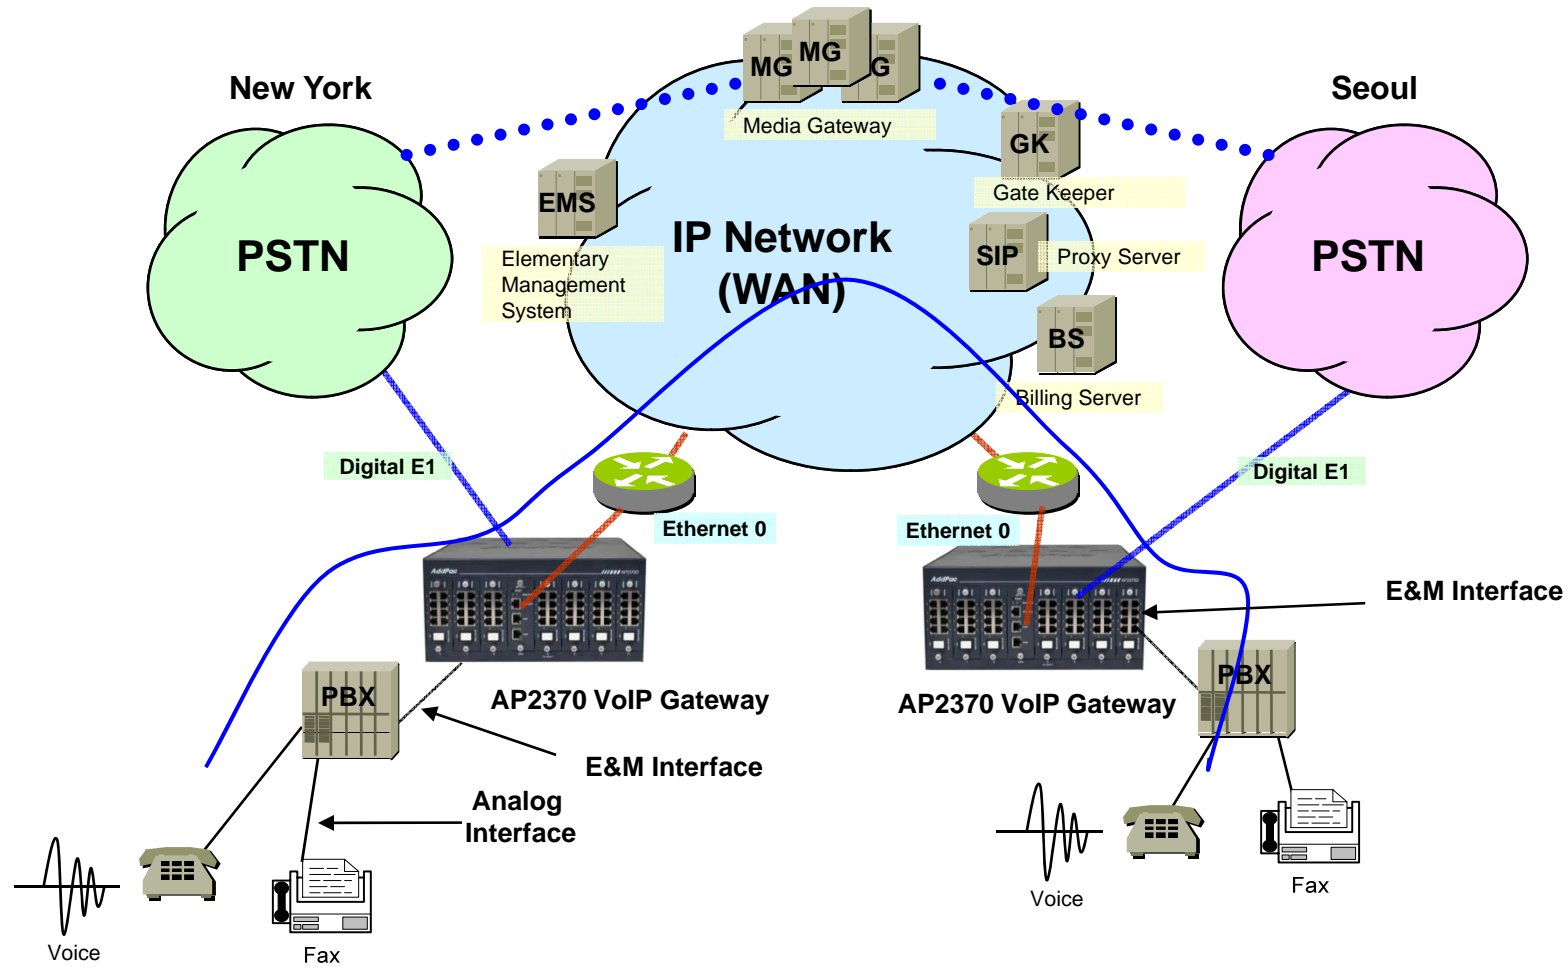 New York
Seoul
MG
MG
G
Media Gateway
GK
Gate Keeper
EMS
Elementary
Management
System
PSTN
IP Network
(WAN)
SIP
Proxy Server
PSTN
BS
Billing Server
Digital E1
Digital E1
Ethernet 0
Ethernet 0
AddPac
AddPac
E&M Interface
PBX
AP2370 VoIP Gateway
PBX
AP2370 VoIP Gateway
E&M Interface
Analog
Interface
Voice
Fax
Voice
Fax